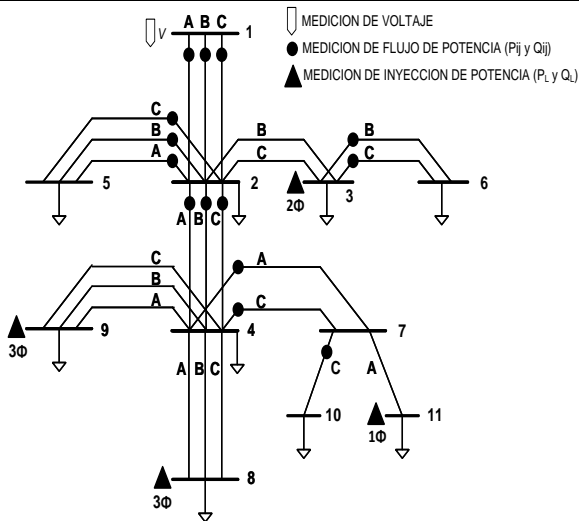 A B C 1
V
MEDICION DE VOLTAJE
MEDICION DE FLUJO DE POTENCIA (Pij y Qij)
MEDICION DE INYECCION DE POTENCIA (PL y QL)
C
B
A
B
C
B
C
5
2
3
6
2Φ
A B C
C
B
A
A
C
9
4
7
3Φ
A B C
C
A
10
11
1Φ
8
3Φ